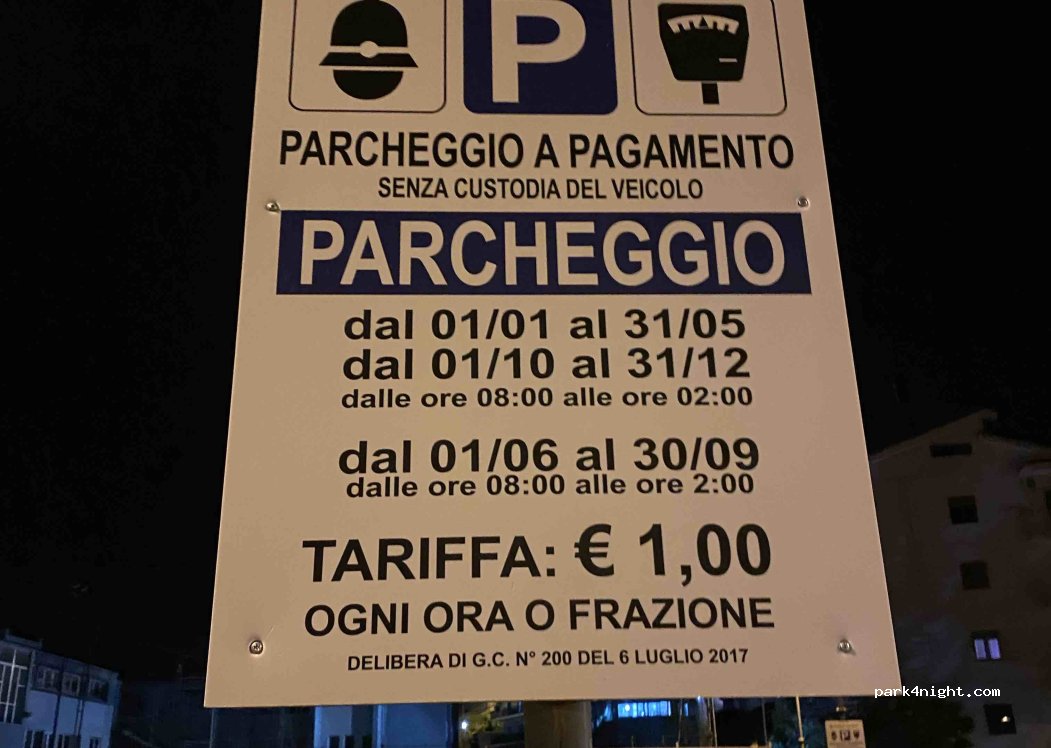 P
PARCHEGGIO A PAGAMENTO
SENZA CUSTODIA DEL VEICOLO
PARCHEGGIO
dal 01/01 al 31/05
dal 01/10 al 31/12
dalle ore 08:00 alle ore 02:00
dal 01/06 al 30/09
dalle ore 08:00 alle ore 2:00
TARIFFA: € 1,00
OGNI ORA O FRAZIONE
DELIBERA DI G.C. N° 200 DEL 6 LUGLIO 2017
park4night.com
P